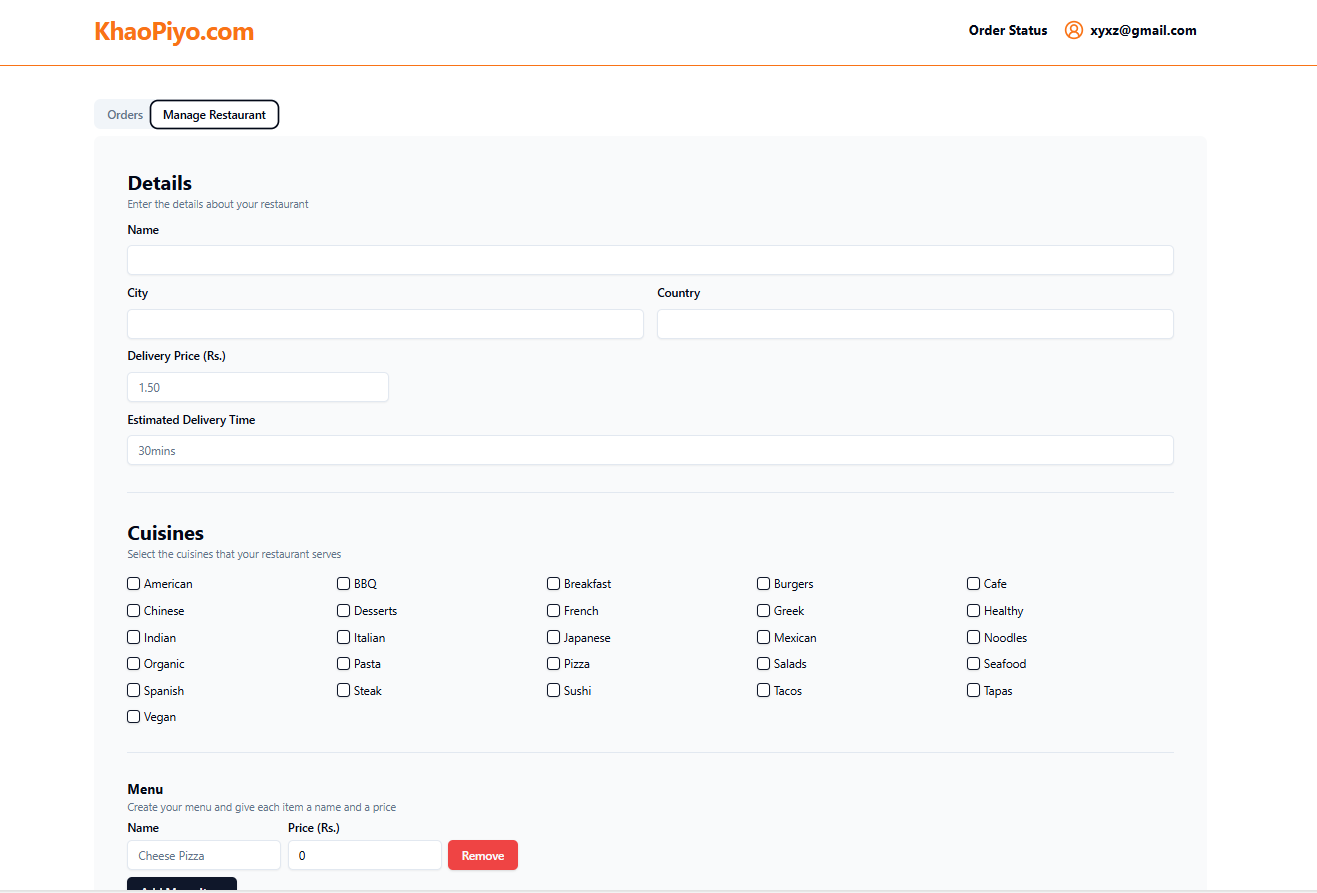 KhaoPiyo.com
Order Status xyxz@gmail.com
Orders Manage Restaurant
Details
Enter the details about your restaurant
Name
City Country
Delivery Price (Rs.)
1.50
Estimated Delivery Time
30mins
Cuisines
Select the cuisines that your restaurant serves
American BBQ Breakfast Burgers Cafe
Chinese Desserts French Greek Healthy
Indian Italian Japanese Mexican Noodles
Organic Pasta Pizza Salads Seafood
Spanish Steak Sushi Tacos Tapas
Vegan
Menu
Create your menu and give each item a name and a price
Name Price (Rs.)
Cheese Pizza 0 Remove